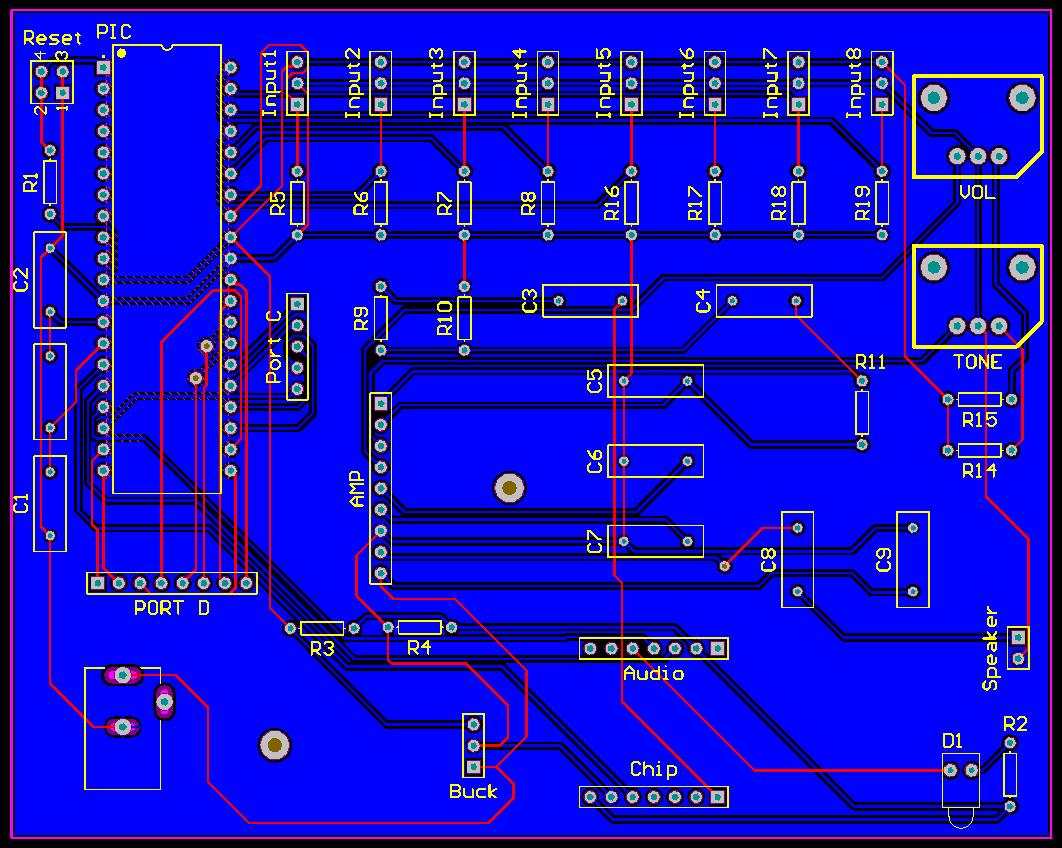 PIC
Reset
4
3
2
1
Input1
Input2
Input3
Input4
Input5
Input6
Input7
Input8
VOL
R1
R5
R6
R7
R8
R16
R17
R18
R19
C2
Port C
R9
R10
C3
C4
TONE
C5
R11
R15
C6
R14
AMP
C1
C7
C8
C9
PORT D
R3
R4
Audio
Speaker
Buck
Chip
D1
R2